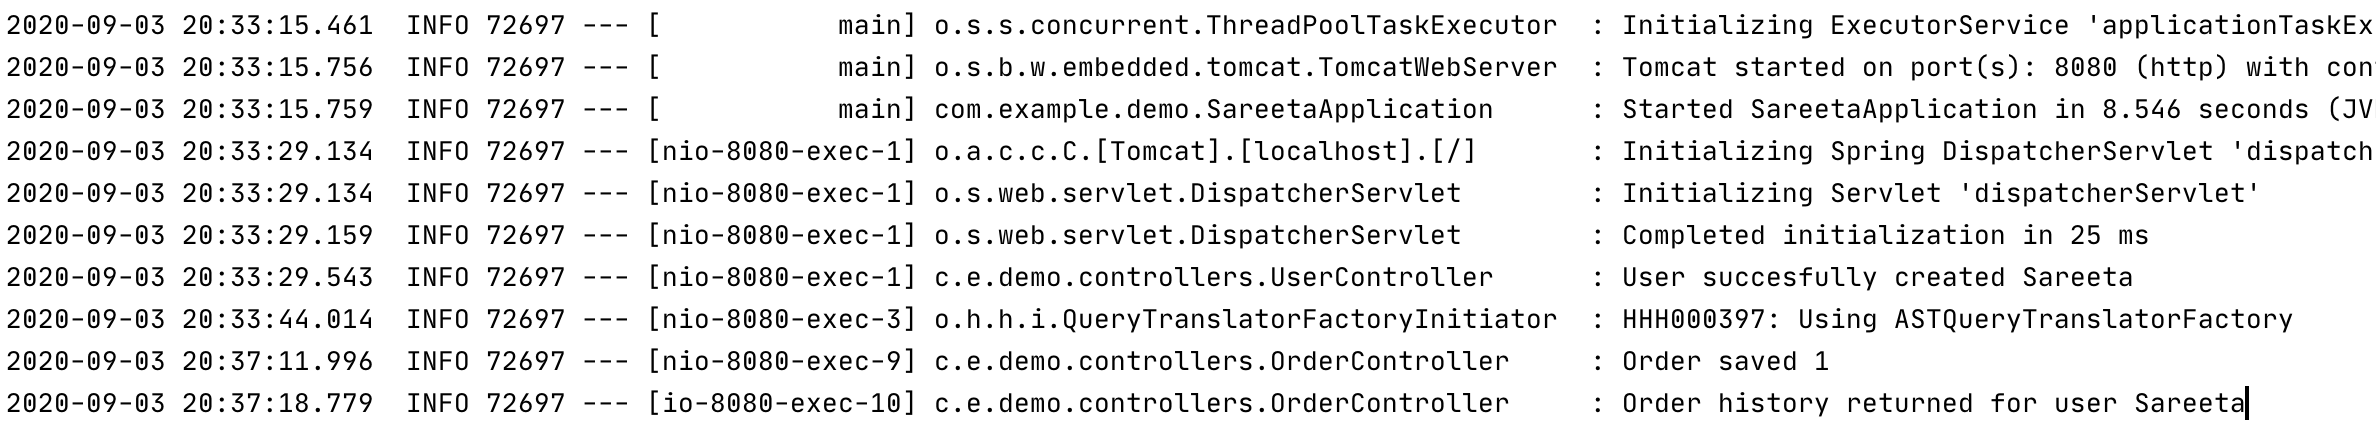 2020-09-03 20:33:15.461  INFO 72697 --- [           main] o.s.s.concurrent.ThreadPoolTaskExecutor  : Initializing ExecutorService 'applicationTaskEx
2020-09-03 20:33:15.756  INFO 72697 --- [           main] o.s.b.w.embedded.tomcat.TomcatWebServer  : Tomcat started on port(s): 8080 (http) with con
2020-09-03 20:33:15.759  INFO 72697 --- [           main] com.example.demo.SareetaApplication      : Started SareetaApplication in 8.546 seconds (JV
2020-09-03 20:33:29.134  INFO 72697 --- [nio-8080-exec-1] o.a.c.c.C.[Tomcat].[localhost].[/]       : Initializing Spring DispatcherServlet 'dispatch
2020-09-03 20:33:29.134  INFO 72697 --- [nio-8080-exec-1] o.s.web.servlet.DispatcherServlet        : Initializing Servlet 'dispatcherServlet'
2020-09-03 20:33:29.159  INFO 72697 --- [nio-8080-exec-1] o.s.web.servlet.DispatcherServlet        : Completed initialization in 25 ms
2020-09-03 20:33:29.543  INFO 72697 --- [nio-8080-exec-1] c.e.demo.controllers.UserController      : User succesfully created Sareeta
2020-09-03 20:33:44.014  INFO 72697 --- [nio-8080-exec-3] o.h.h.i.QueryTranslatorFactoryInitiator  : HHH000397: Using ASTQueryTranslatorFactory
2020-09-03 20:37:11.996  INFO 72697 --- [nio-8080-exec-9] c.e.demo.controllers.OrderController     : Order saved 1
2020-09-03 20:37:18.779  INFO 72697 --- [io-8080-exec-10] c.e.demo.controllers.OrderController     : Order history returned for user Sareeta